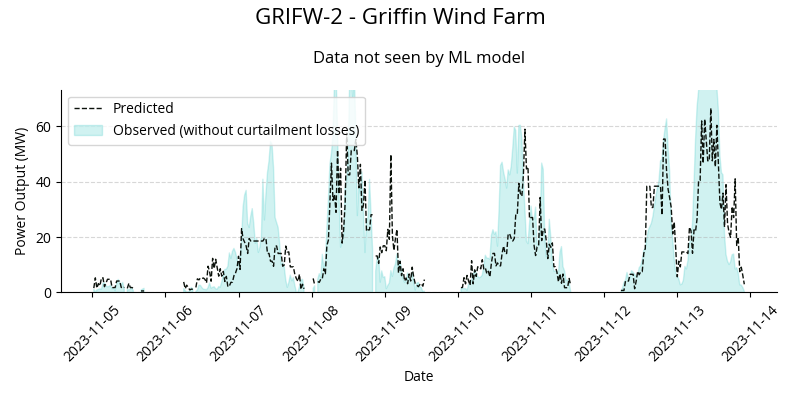 GRIFW-2 - Griffin Wind Farm
Data not seen by ML model
Predicted
Observed (without curtailment losses)
Power Output (MW)
60
40
20
0
2023-11-05
2023-11-06
2023-11-07
2023-11-08
2023-11-09
2023-11-10
2023-11-11
2023-11-12
2023-11-13
2023-11-14
Date